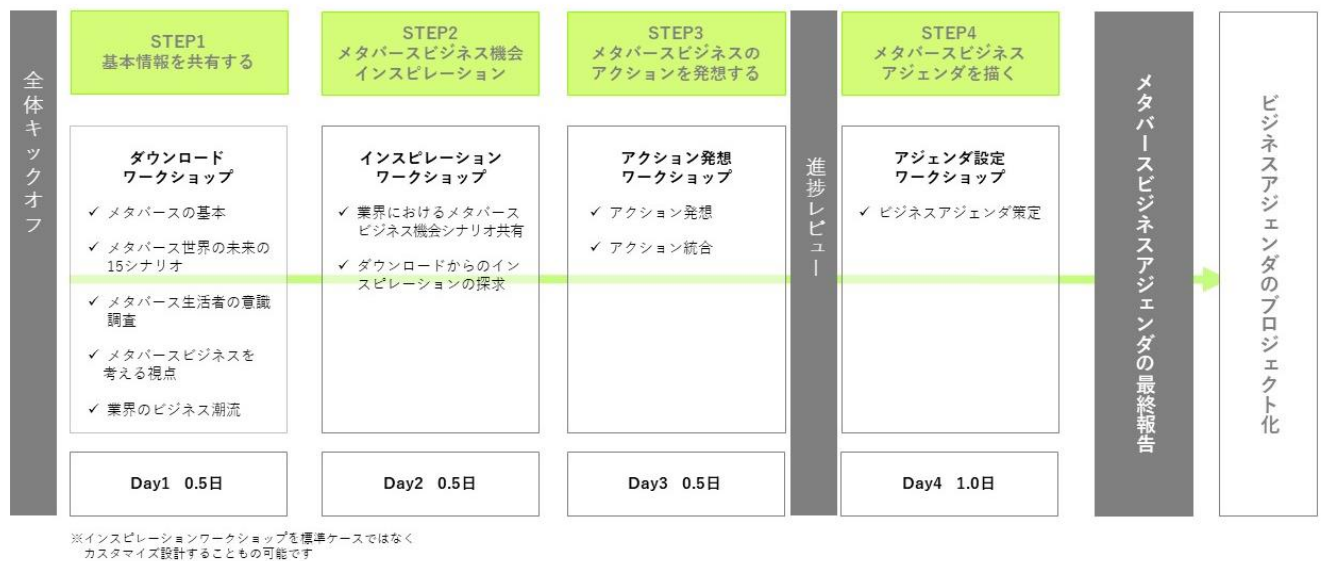 全体キックオフ
STEP1
基本情報を共有する
ダウンロード
ワークショップ
✓ メタバースの基本
✓ メタバース世界の未来の
15シナリオ
✓ メタバース生活者の意識
調査
✓ メタバースビジネスを
考える視点
✓ 業界のビジネス潮流
Day1 0.5日
STEP2
メタバースビジネス機会
インスピレーション
インスピレーション
ワークショップ
✓ 業界におけるメタバース
ビジネス機会シナリオ共有
✓ ダウンロードからのイン
スピレーションの探求
Day2 0.5日
STEP3
メタバースビジネスの
アクションを発想する
アクション発想
ワークショップ
✓ アクション発想
✓ アクション統合
Day3 0.5日
進捗レビュー
STEP4
メタバースビジネス
アジェンダを描く
アジェンダ設定
ワークショップ
✓ ビジネスアジェンダ策定
Day4 1.0日
メタバースビジネスアジェンダの最終報告
ビジネスアジェンダのプロジェクト化
※インスピレーションワークショップを標準ケースではなく
カスタマイズ設計することもの可能です